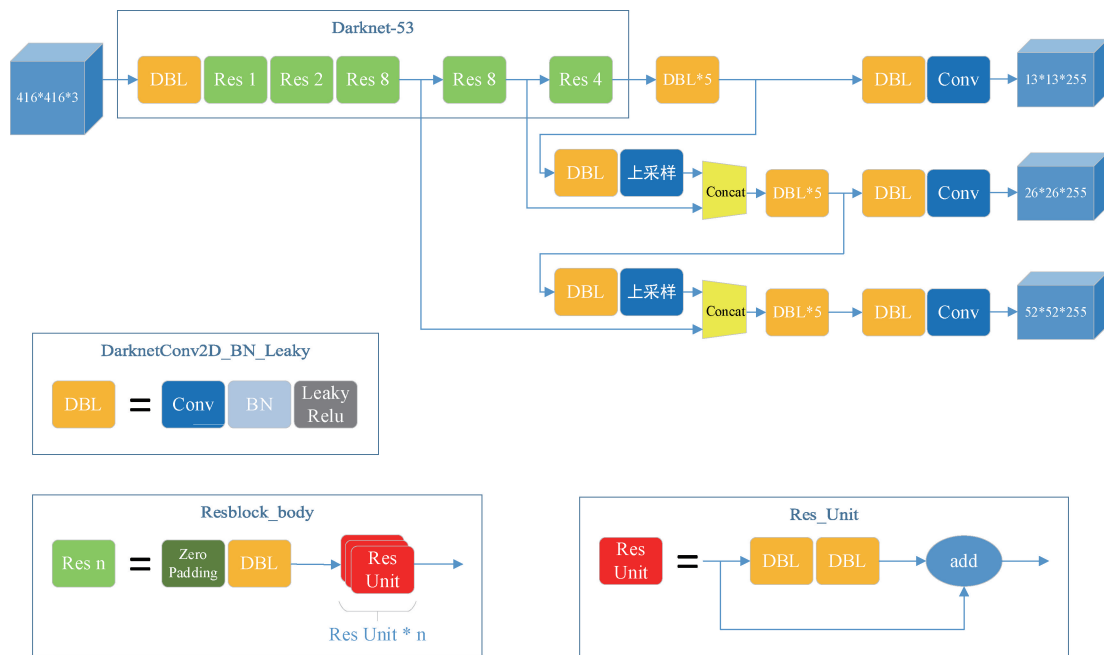 Darknet-53
416*416*3
DBL
Res 1
Res 2
Res 8
Res 8
Res 4
DBL*5
DBL
Conv
13*13*255
DBL
上采样
Concat
DBL*5
DBL
Conv
26*26*255
DBL
上采样
Concat
DBL*5
DBL
Conv
52*52*255
DarknetConv2D_BN_Leaky
DBL
=
Conv
BN
Leaky
Relu
Resblock_body
Res n
=
Zero
Padding
DBL
Res
Unit
Res Unit * n
Res_Unit
Res
Unit
=
DBL
DBL
add